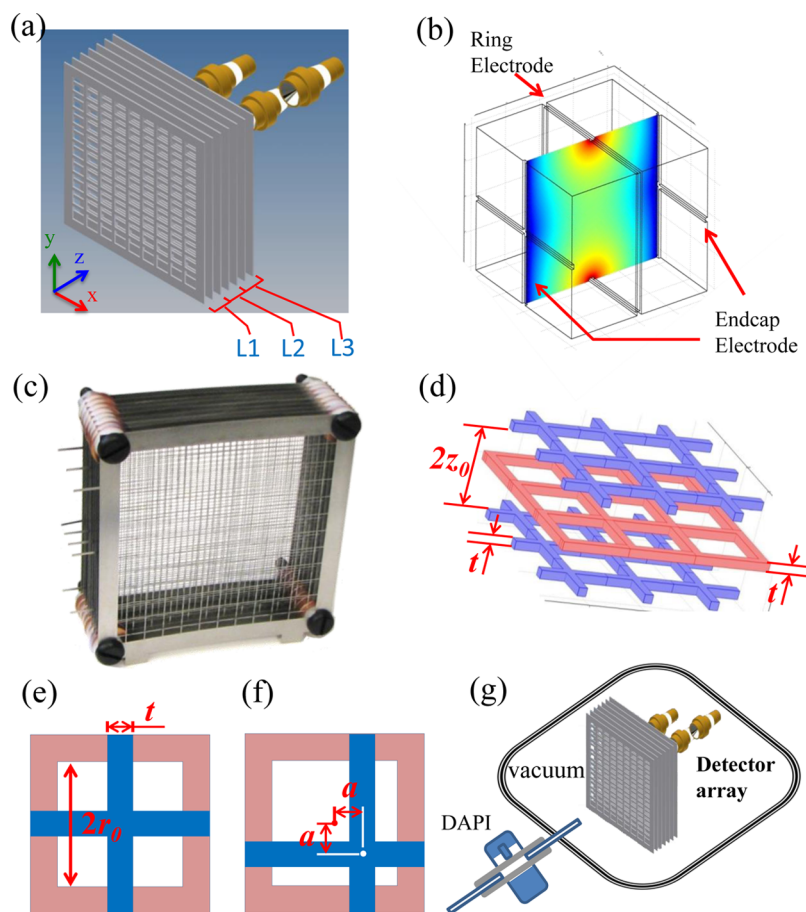 (a)
y
z
x
L1
L2
L3
(b)
Ring
Electrode
Endcap
Electrode
(c)
(d)
2z₀
t
t
(e)
t
2r₀
(f)
a
a
(g)
vacuum
Detector
array
DAPI